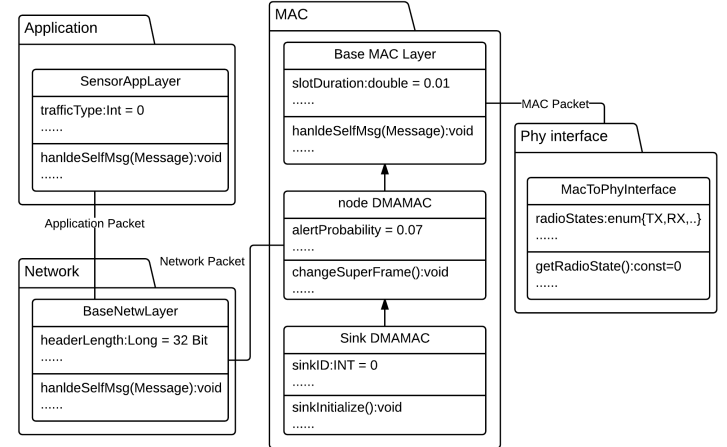 Application
SensorAppLayer
trafficType:Int = 0
......
hanldeSelfMsg(Message):void
......
Application Packet
Network
BaseNetwLayer
headerLength:Long = 32 Bit
......
hanldeSelfMsg(Message):void
......
Network Packet
MAC
Base MAC Layer
slotDuration:double = 0.01
......
hanldeSelfMsg(Message):void
......
node DMAMAC
alertProbability = 0.07
......
changeSuperFrame():void
......
Sink DMAMAC
sinkID:INT = 0
......
sinkInitialize():void
......
MAC Packet
Phy interface
MacToPhyInterface
radioStates:enum{TX,RX,..}
......
getRadioState():const=0
......